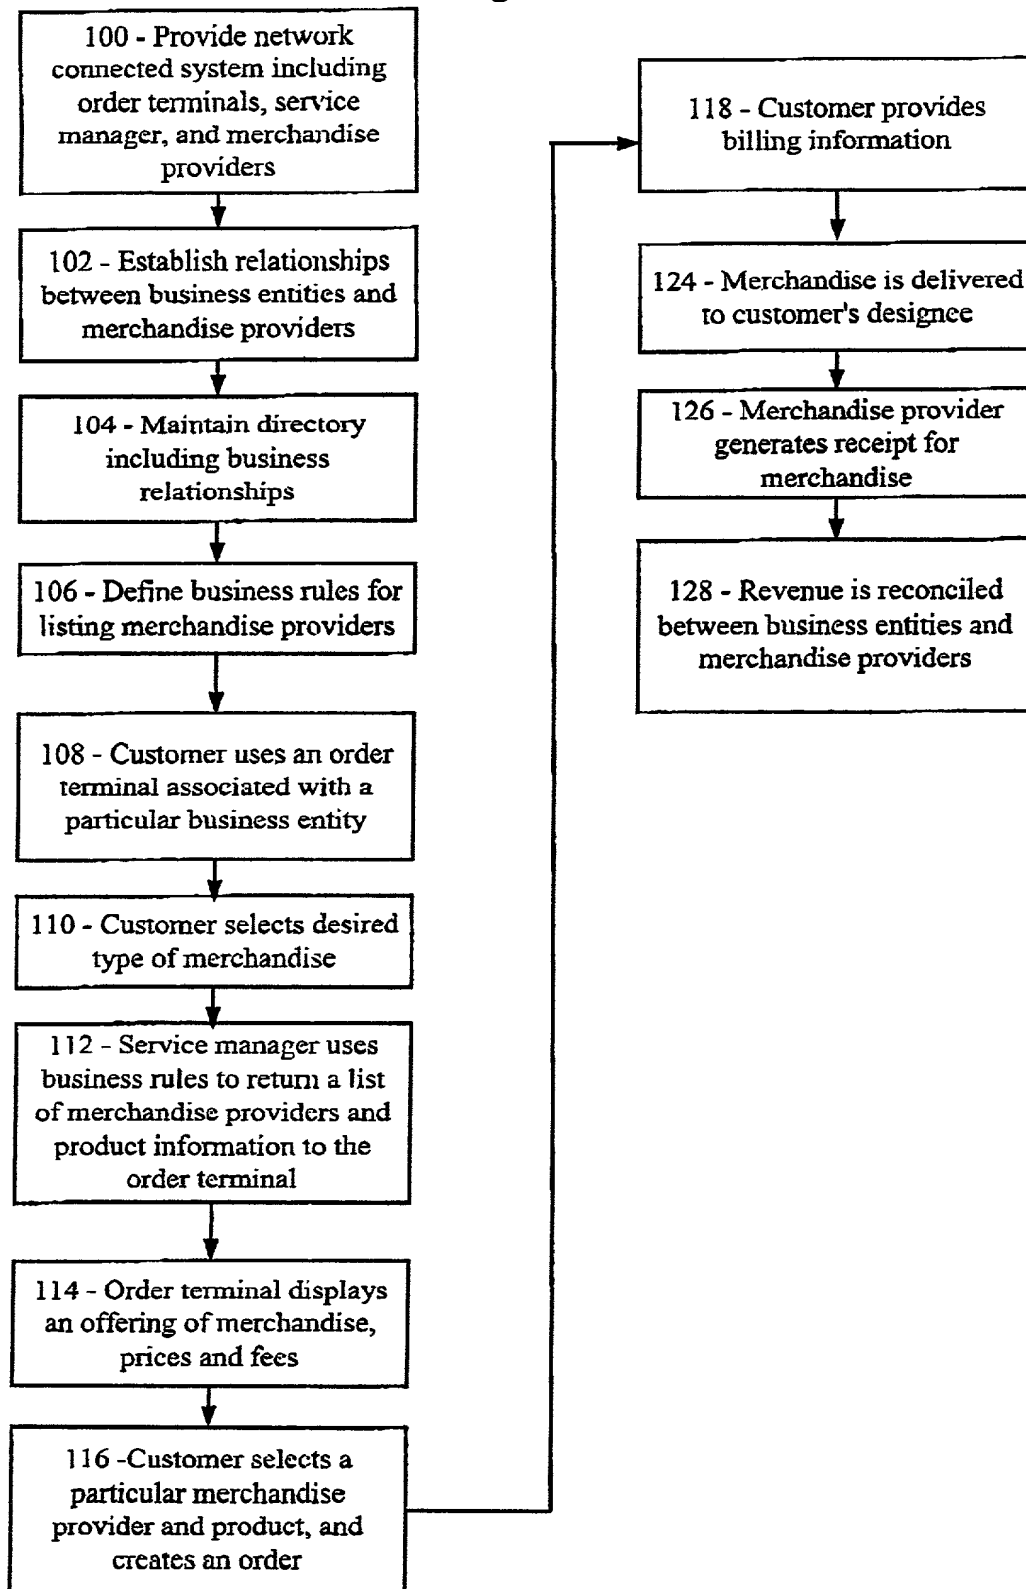 100 - Provide network
connected system including
order terminals, service
manager, and merchandise
providers
102 - Establish relationships
between business entities and
merchandise providers
104 - Maintain directory
including business
relationships
106 - Define business rules for
listing merchandise providers
108 - Customer uses an order
terminal associated with a
particular business entity
110 - Customer selects desired
type of merchandise
112 - Service manager uses
business rules to return a list
of merchandise providers and
product information to the
order terminal
114 - Order terminal displays
an offering of merchandise,
prices and fees
116 -Customer selects a
particular merchandise
provider and product, and
creates an order
118 - Customer provides
billing information
124 - Merchandise is delivered
to customer's designee
126 - Merchandise provider
generates receipt for
merchandise
128 - Revenue is reconciled
between business entities and
merchandise providers